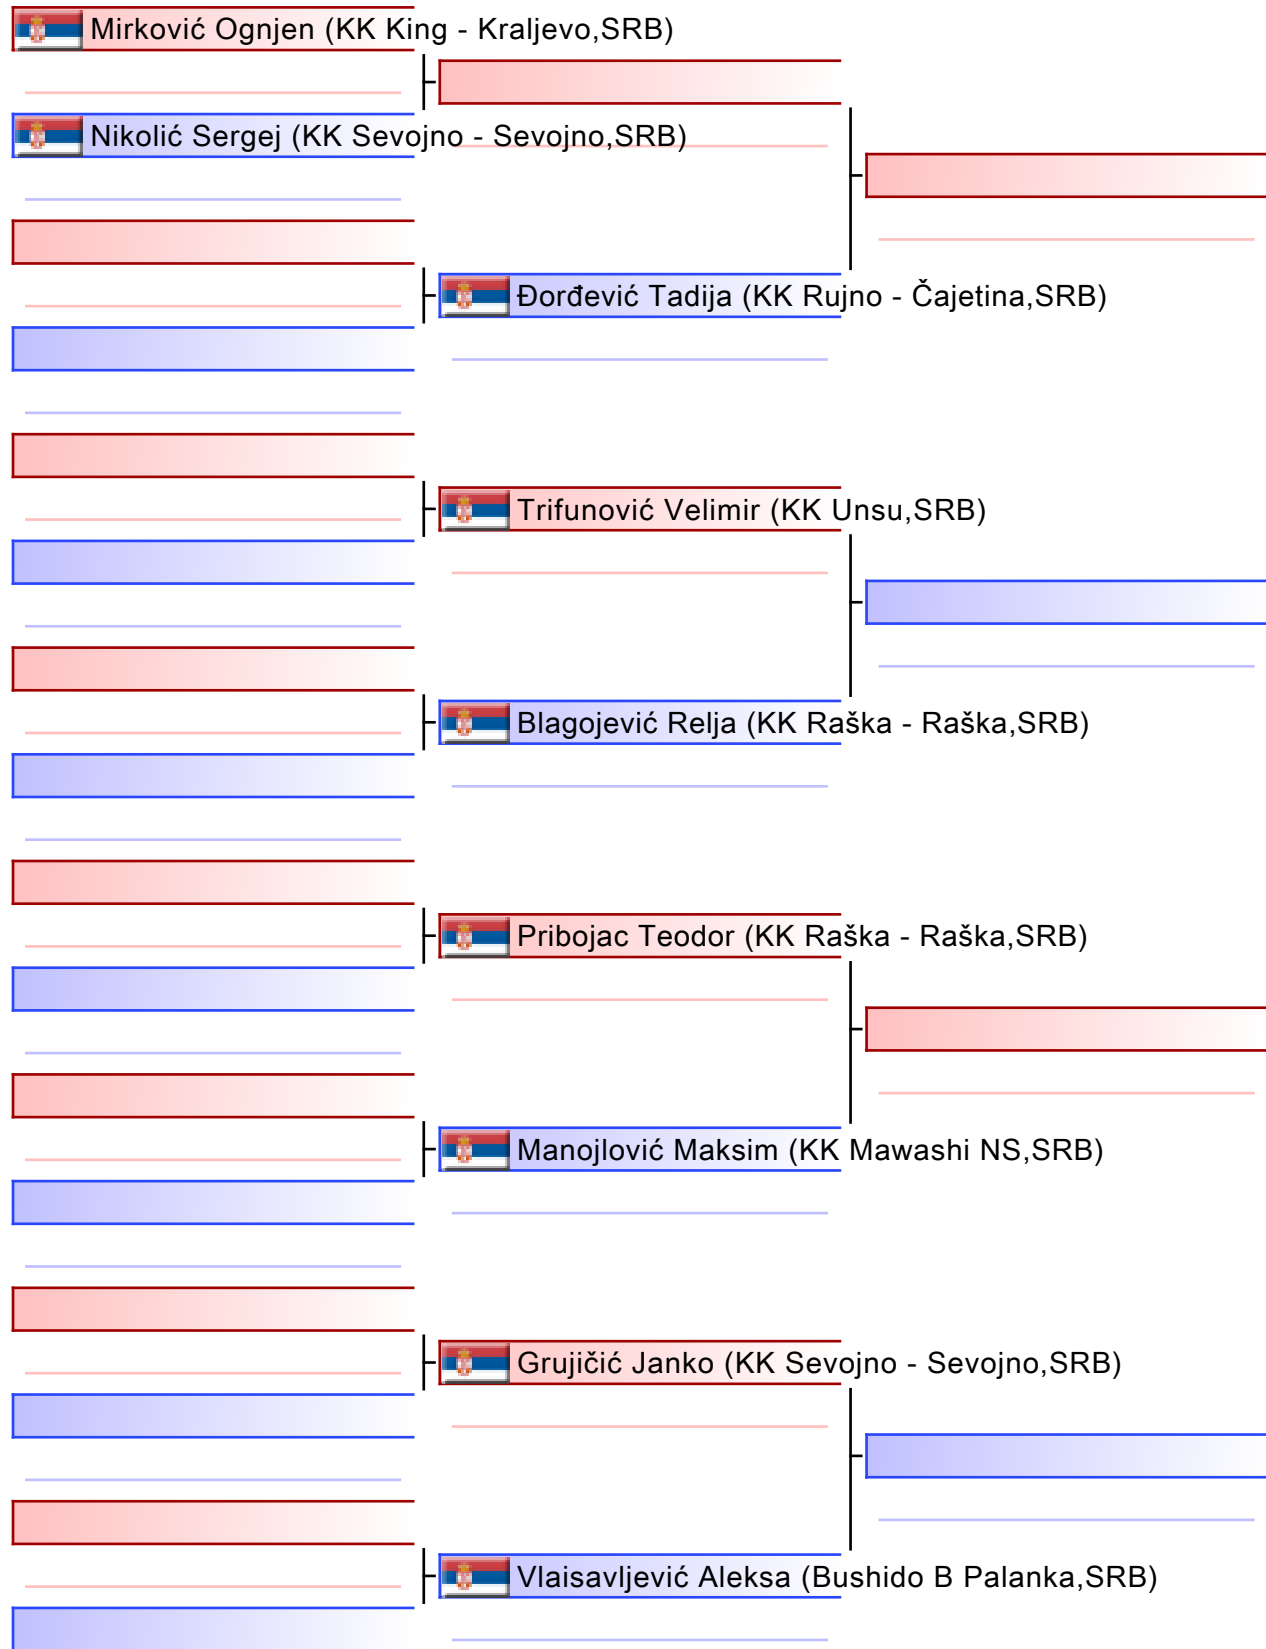 Mirković Ognjen (KK King - Kraljevo,SRB)
Nikolić Sergej (KK Sevojno - Sevojno,SRB)
Đorđević Tadija (KK Rujno - Čajetina,SRB)
Trifunović Velimir (KK Unsu,SRB)
Blagojević Relja (KK Raška - Raška,SRB)
Pribojac Teodor (KK Raška - Raška,SRB)
Manojlović Maksim (KK Mawashi NS,SRB)
Grujičić Janko (KK Sevojno - Sevojno,SRB)
Vlaisavljević Aleksa (Bushido B Palanka,SRB)